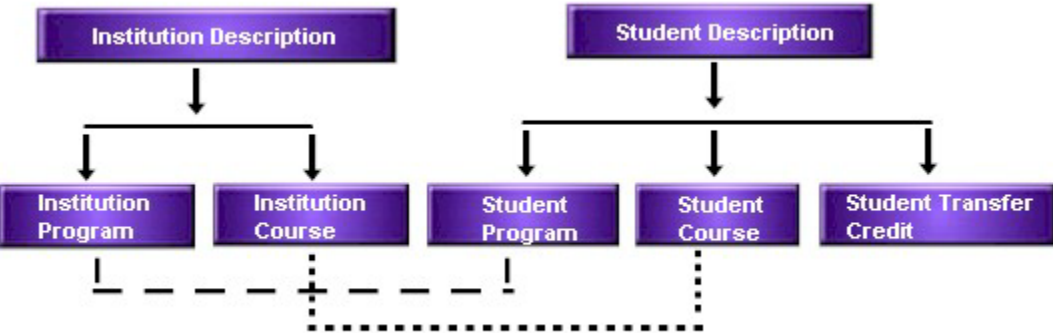 Institution Description
Student Description
Institution
Program
Institution
Course
Student
Program
Student
Course
Student Transfer
Credit